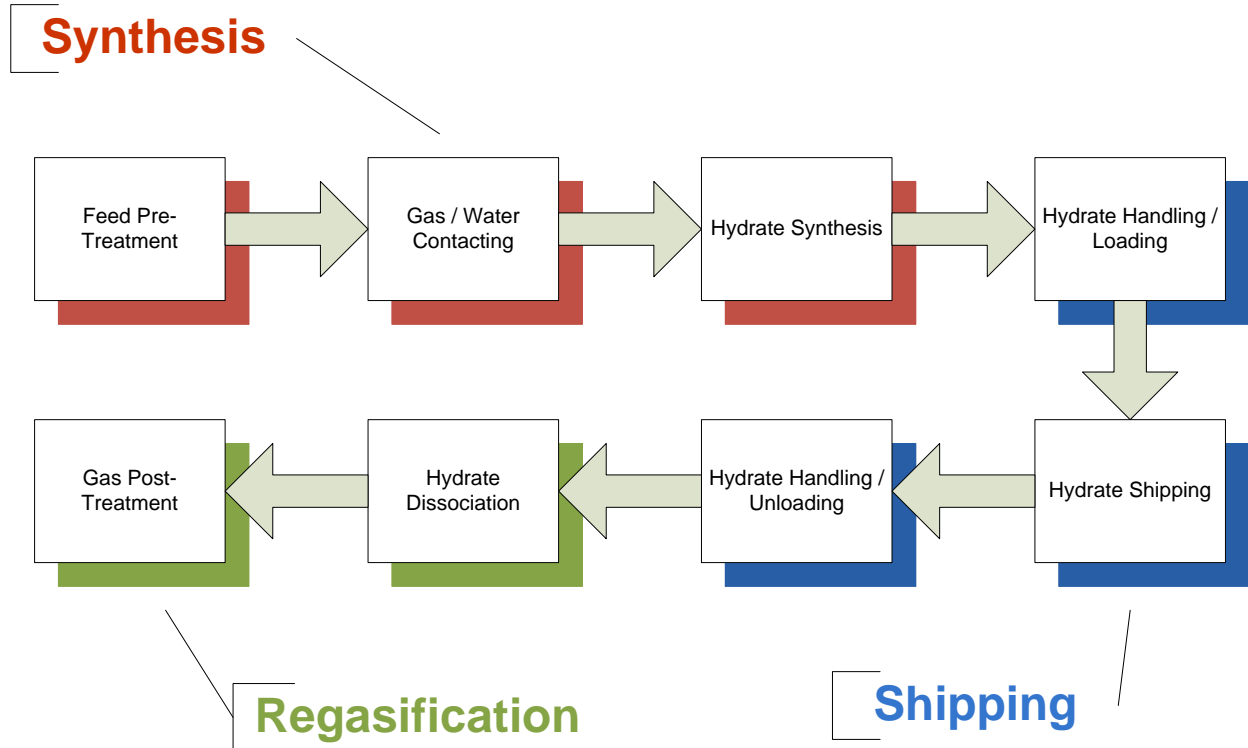 Synthesis
Feed Pre-
Treatment
Gas / Water
Contacting
Hydrate Synthesis
Hydrate Handling /
Loading
Gas Post-
Treatment
Hydrate
Dissociation
Hydrate Handling /
Unloading
Hydrate Shipping
Regasification
Shipping